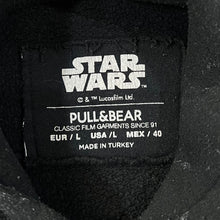 STAR
WARS
© & ™ Lucasfilm Ltd.
PULL&BEAR
CLASSIC FILM GARMENTS SINCE 91
EUR / L USA / L MEX / 40
MADE IN TURKEY